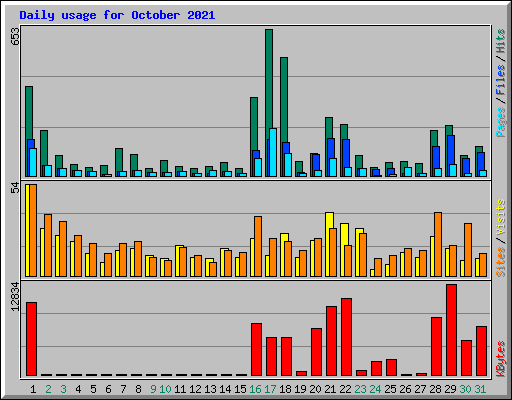 Daily usage for October 2021
653
Pages / Files / Hits
54
Sites / Visits
12834
KBytes
1 2 3 4 5 6 7 8 9 10 11 12 13 14 15 16 17 18 19 20 21 22 23 24 25 26 27 28 29 30 31